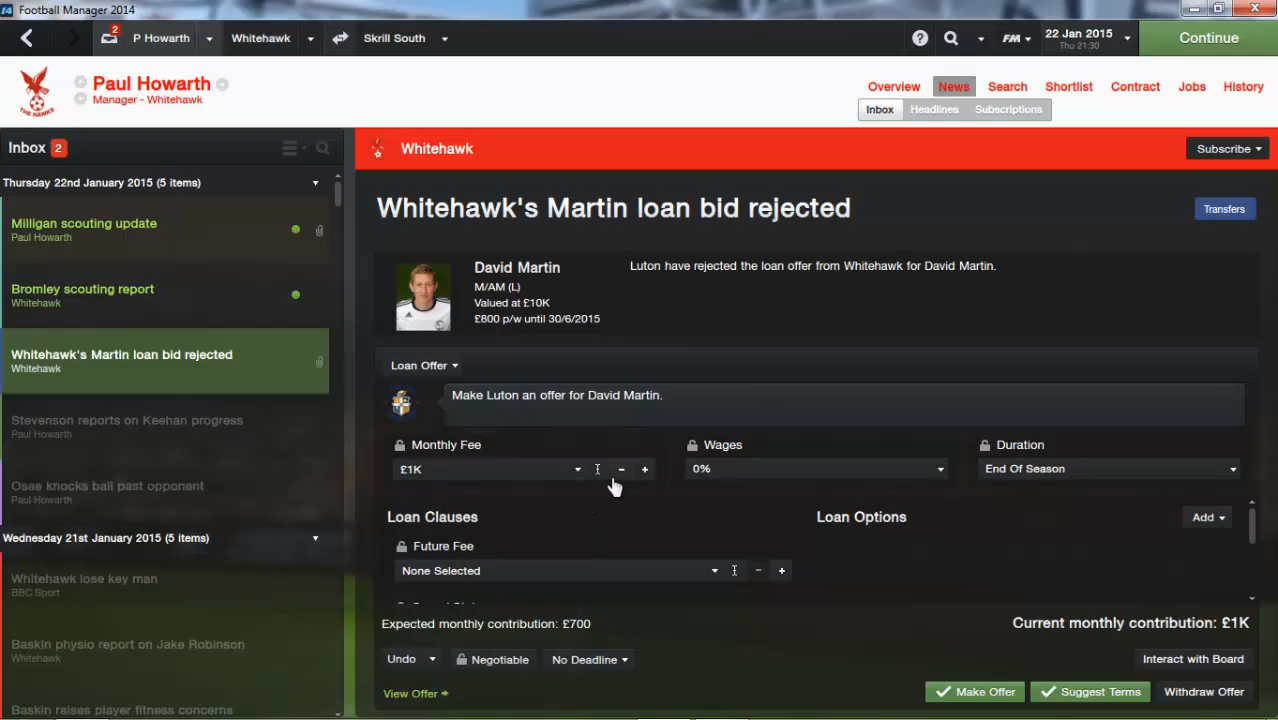 Football Manager 2014
2
P Howarth
Whitehawk
Skrill South
FM
22 Jan 2015
Thu 21:30
Continue
THE HAWKS
Paul Howarth
Manager - Whitehawk
Overview
News
Search
Shortlist
Contract
Jobs
History
Inbox
Headlines
Subscriptions
Inbox 2
Whitehawk
Subscribe
Thursday 22nd January 2015 (5 items)
Milligan scouting update
Paul Howarth
Bromley scouting report
Whitehawk
Whitehawk's Martin loan bid rejected
Whitehawk
Stevenson reports on Keehan progress
Paul Howarth
Osae knocks ball past opponent
Paul Howarth
Wednesday 21st January 2015 (5 items)
Whitehawk lose key man
BBC Sport
Baskin physio report on Jake Robinson
Whitehawk
Baskin raises player fitness concerns
Whitehawk's Martin loan bid rejected
Transfers
David Martin
M/AM (L)
Valued at £10K
£800 p/w until 30/6/2015
Luton have rejected the loan offer from Whitehawk for David Martin.
Loan Offer
Make Luton an offer for David Martin.
Monthly Fee
Wages
Duration
£1K
0%
End Of Season
Loan Clauses
Loan Options
Add
Future Fee
None Selected
Expected monthly contribution: £700
Current monthly contribution: £1K
Undo
Negotiable
No Deadline
Interact with Board
View Offer
Make Offer
Suggest Terms
Withdraw Offer